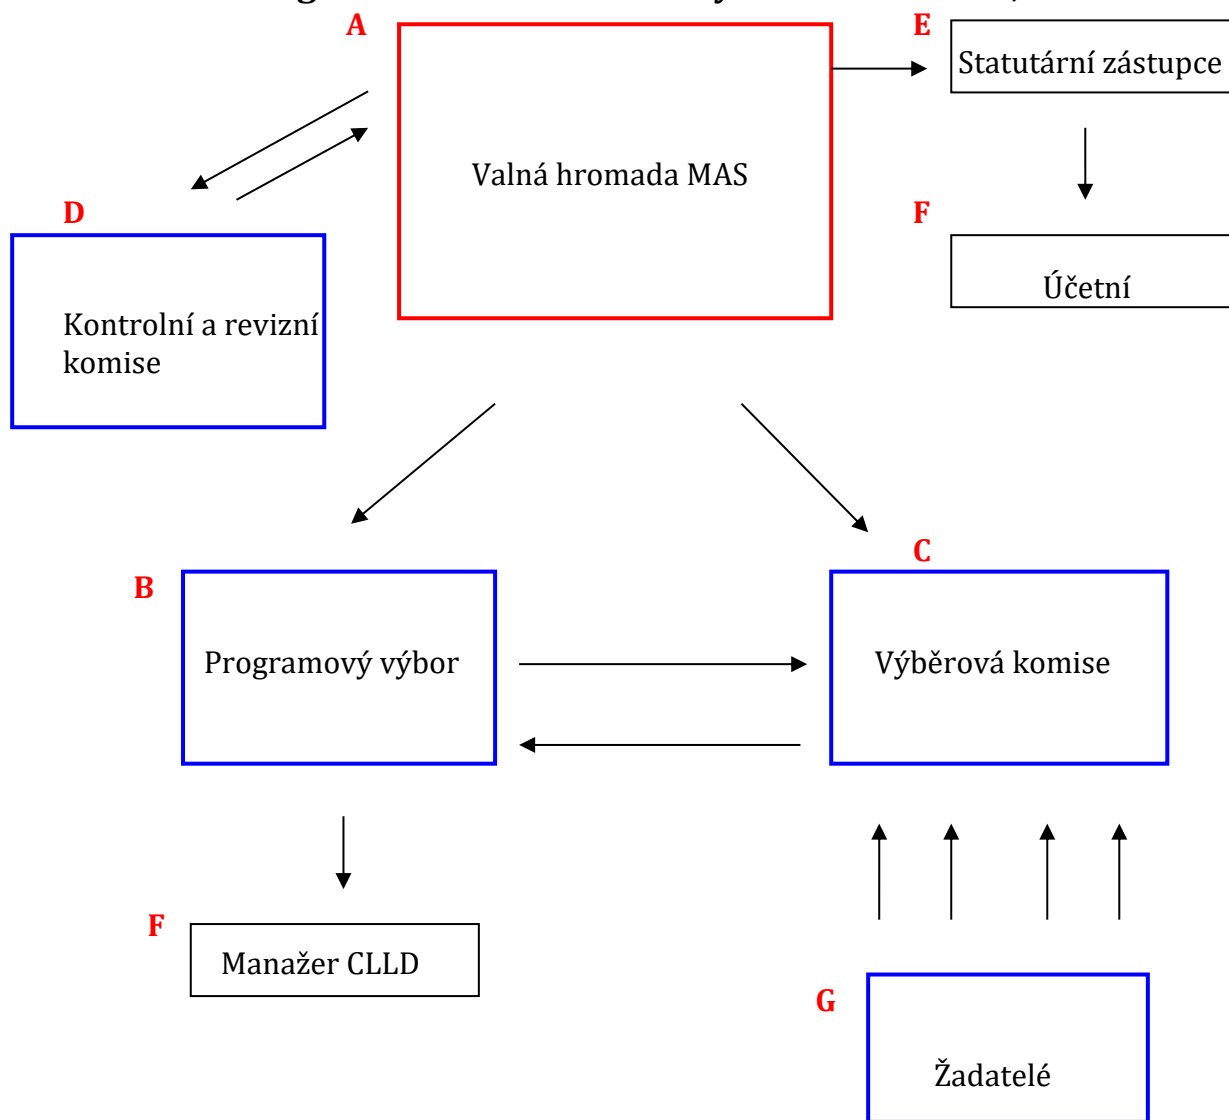 A
E
Statutární zástupce
Valná hromada MAS
D
F
Účetní
Kontrolní a revizní
komise
C
B
Programový výbor
Výběrová komise
F
Manažer CLLD
G
Žadatelé